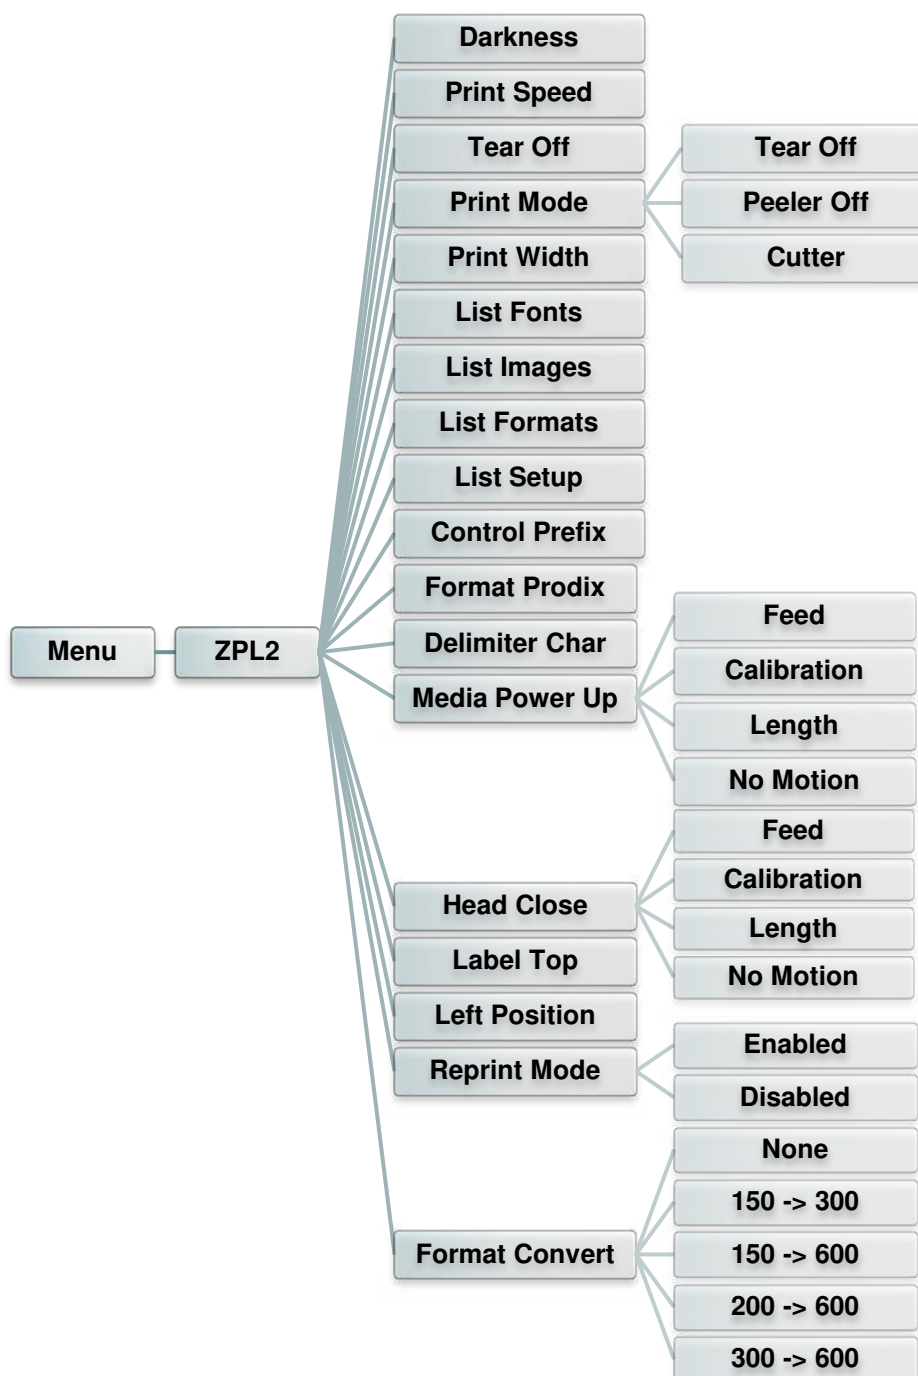 Menu
ZPL2
Darkness
Print Speed
Tear Off
Print Mode
Tear Off
Peeler Off
Cutter
Print Width
List Fonts
List Images
List Formats
List Setup
Control Prefix
Format Prodix
Delimiter Char
Media Power Up
Feed
Calibration
Length
No Motion
Head Close
Feed
Calibration
Length
No Motion
Label Top
Left Position
Reprint Mode
Enabled
Disabled
Format Convert
None
150 -> 300
150 -> 600
200 -> 600
300 -> 600